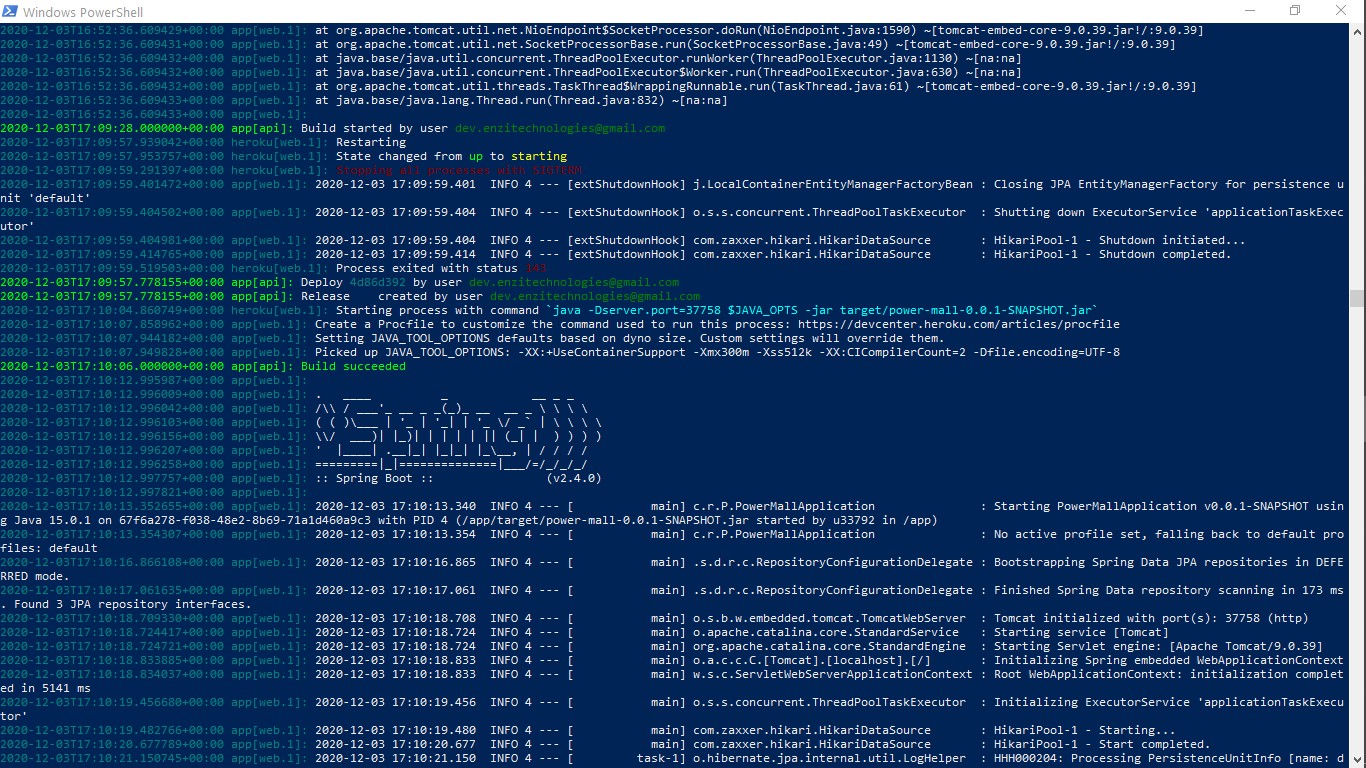 Windows PowerShell
2020-12-03T16:52:36.609429+00:00 app[web.1]: at org.apache.tomcat.util.net.NioEndpoint$SocketProcessor.doRun(NioEndpoint.java:1590) ~[tomcat-embed-core-9.0.39.jar!/:9.0.39]
2020-12-03T16:52:36.609431+00:00 app[web.1]: at org.apache.tomcat.util.net.SocketProcessorBase.run(SocketProcessorBase.java:49) ~[tomcat-embed-core-9.0.39.jar!/:9.0.39]
2020-12-03T16:52:36.609432+00:00 app[web.1]: at java.base/java.util.concurrent.ThreadPoolExecutor.runWorker(ThreadPoolExecutor.java:1130) ~[na:na]
2020-12-03T16:52:36.609432+00:00 app[web.1]: at java.base/java.util.concurrent.ThreadPoolExecutor$Worker.run(ThreadPoolExecutor.java:630) ~[na:na]
2020-12-03T16:52:36.609432+00:00 app[web.1]: at org.apache.tomcat.util.threads.TaskThread$WrappingRunnable.run(TaskThread.java:61) ~[tomcat-embed-core-9.0.39.jar!/:9.0.39]
2020-12-03T16:52:36.609433+00:00 app[web.1]: at java.base/java.lang.Thread.run(Thread.java:832) ~[na:na]
2020-12-03T16:52:36.609433+00:00 app[web.1]:
2020-12-03T17:09:28.000000+00:00 app[api]: Build started by user dev.enzitechnologies@gmail.com
2020-12-03T17:09:57.939042+00:00 heroku[web.1]: Restarting
2020-12-03T17:09:57.953757+00:00 heroku[web.1]: State changed from up to starting
2020-12-03T17:09:59.291397+00:00 heroku[web.1]: Stopping all processes with SIGTERM
2020-12-03T17:09:59.401472+00:00 app[web.1]: 2020-12-03 17:09:59.401  INFO 4 --- [extShutdownHook] j.LocalContainerEntityManagerFactoryBean : Closing JPA EntityManagerFactory for persistence u
nit 'default'
2020-12-03T17:09:59.404502+00:00 app[web.1]: 2020-12-03 17:09:59.404  INFO 4 --- [extShutdownHook] o.s.s.concurrent.ThreadPoolTaskExecutor  : Shutting down ExecutorService 'applicationTaskExec
utor'
2020-12-03T17:09:59.404981+00:00 app[web.1]: 2020-12-03 17:09:59.404  INFO 4 --- [extShutdownHook] com.zaxxer.hikari.HikariDataSource       : HikariPool-1 - Shutdown initiated...
2020-12-03T17:09:59.414765+00:00 app[web.1]: 2020-12-03 17:09:59.414  INFO 4 --- [extShutdownHook] com.zaxxer.hikari.HikariDataSource       : HikariPool-1 - Shutdown completed.
2020-12-03T17:09:59.519503+00:00 heroku[web.1]: Process exited with status 143
2020-12-03T17:09:57.778155+00:00 app[api]: Deploy 4d86d392 by user dev.enzitechnologies@gmail.com
2020-12-03T17:09:57.778155+00:00 app[api]: Release    created by user dev.enzitechnologies@gmail.com
2020-12-03T17:10:04.860749+00:00 heroku[web.1]: Starting process with command `java -Dserver.port=37758 $JAVA_OPTS -jar target/power-mall-0.0.1-SNAPSHOT.jar`
2020-12-03T17:10:07.858962+00:00 app[web.1]: Create a Procfile to customize the command used to run this process: https://devcenter.heroku.com/articles/procfile
2020-12-03T17:10:07.944182+00:00 app[web.1]: Setting JAVA_TOOL_OPTIONS defaults based on dyno size. Custom settings will override them.
2020-12-03T17:10:07.949828+00:00 app[web.1]: Picked up JAVA_TOOL_OPTIONS: -XX:+UseContainerSupport -Xmx300m -Xss512k -XX:CICompilerCount=2 -Dfile.encoding=UTF-8
2020-12-03T17:10:06.000000+00:00 app[api]: Build succeeded
2020-12-03T17:10:12.995987+00:00 app[web.1]:
2020-12-03T17:10:12.996009+00:00 app[web.1]: .   ____          _            __ _ _
2020-12-03T17:10:12.996042+00:00 app[web.1]: /\\ / ___'_ __ _ _(_)_ __  __ _ \ \ \ \
2020-12-03T17:10:12.996103+00:00 app[web.1]: ( ( )\___ | '_ | '_| | '_ \/ _` | \ \ \ \
2020-12-03T17:10:12.996156+00:00 app[web.1]: \\/  ___)| |_)| | | | | || (_| |  ) ) ) )
2020-12-03T17:10:12.996207+00:00 app[web.1]: '  |____| .__|_| |_|_| |_\__, | / / / /
2020-12-03T17:10:12.996258+00:00 app[web.1]: =========|_|==============|___/=/_/_/_/
2020-12-03T17:10:12.997757+00:00 app[web.1]: :: Spring Boot ::                (v2.4.0)
2020-12-03T17:10:12.997821+00:00 app[web.1]:
2020-12-03T17:10:13.352655+00:00 app[web.1]: 2020-12-03 17:10:13.340  INFO 4 --- [           main] c.r.P.PowerMallApplication               : Starting PowerMallApplication v0.0.1-SNAPSHOT usin
g Java 15.0.1 on 67f6a278-f038-48e2-8b69-71a1d460a9c3 with PID 4 (/app/target/power-mall-0.0.1-SNAPSHOT.jar started by u33792 in /app)
2020-12-03T17:10:13.354307+00:00 app[web.1]: 2020-12-03 17:10:13.354  INFO 4 --- [           main] c.r.P.PowerMallApplication               : No active profile set, falling back to default pro
files: default
2020-12-03T17:10:16.866108+00:00 app[web.1]: 2020-12-03 17:10:16.865  INFO 4 --- [           main] .s.d.r.c.RepositoryConfigurationDelegate : Bootstrapping Spring Data JPA repositories in DEFE
RRED mode.
2020-12-03T17:10:17.061635+00:00 app[web.1]: 2020-12-03 17:10:17.061  INFO 4 --- [           main] .s.d.r.c.RepositoryConfigurationDelegate : Finished Spring Data repository scanning in 173 ms
. Found 3 JPA repository interfaces.
2020-12-03T17:10:18.709330+00:00 app[web.1]: 2020-12-03 17:10:18.708  INFO 4 --- [           main] o.s.b.w.embedded.tomcat.TomcatWebServer  : Tomcat initialized with port(s): 37758 (http)
2020-12-03T17:10:18.724417+00:00 app[web.1]: 2020-12-03 17:10:18.724  INFO 4 --- [           main] o.apache.catalina.core.StandardService   : Starting service [Tomcat]
2020-12-03T17:10:18.724721+00:00 app[web.1]: 2020-12-03 17:10:18.724  INFO 4 --- [           main] org.apache.catalina.core.StandardEngine  : Starting Servlet engine: [Apache Tomcat/9.0.39]
2020-12-03T17:10:18.833885+00:00 app[web.1]: 2020-12-03 17:10:18.833  INFO 4 --- [           main] o.a.c.c.C.[Tomcat].[localhost].[/]       : Initializing Spring embedded WebApplicationContext
2020-12-03T17:10:18.834037+00:00 app[web.1]: 2020-12-03 17:10:18.833  INFO 4 --- [           main] w.s.c.ServletWebServerApplicationContext : Root WebApplicationContext: initialization complet
ed in 5141 ms
2020-12-03T17:10:19.456680+00:00 app[web.1]: 2020-12-03 17:10:19.456  INFO 4 --- [           main] o.s.s.concurrent.ThreadPoolTaskExecutor  : Initializing ExecutorService 'applicationTaskExecu
tor'
2020-12-03T17:10:19.482766+00:00 app[web.1]: 2020-12-03 17:10:19.480  INFO 4 --- [           main] com.zaxxer.hikari.HikariDataSource       : HikariPool-1 - Starting...
2020-12-03T17:10:20.677789+00:00 app[web.1]: 2020-12-03 17:10:20.677  INFO 4 --- [           main] com.zaxxer.hikari.HikariDataSource       : HikariPool-1 - Start completed.
2020-12-03T17:10:21.150745+00:00 app[web.1]: 2020-12-03 17:10:21.150  INFO 4 --- [         task-1] o.hibernate.jpa.internal.util.LogHelper  : HHH000204: Processing PersistenceUnitInfo [name: d